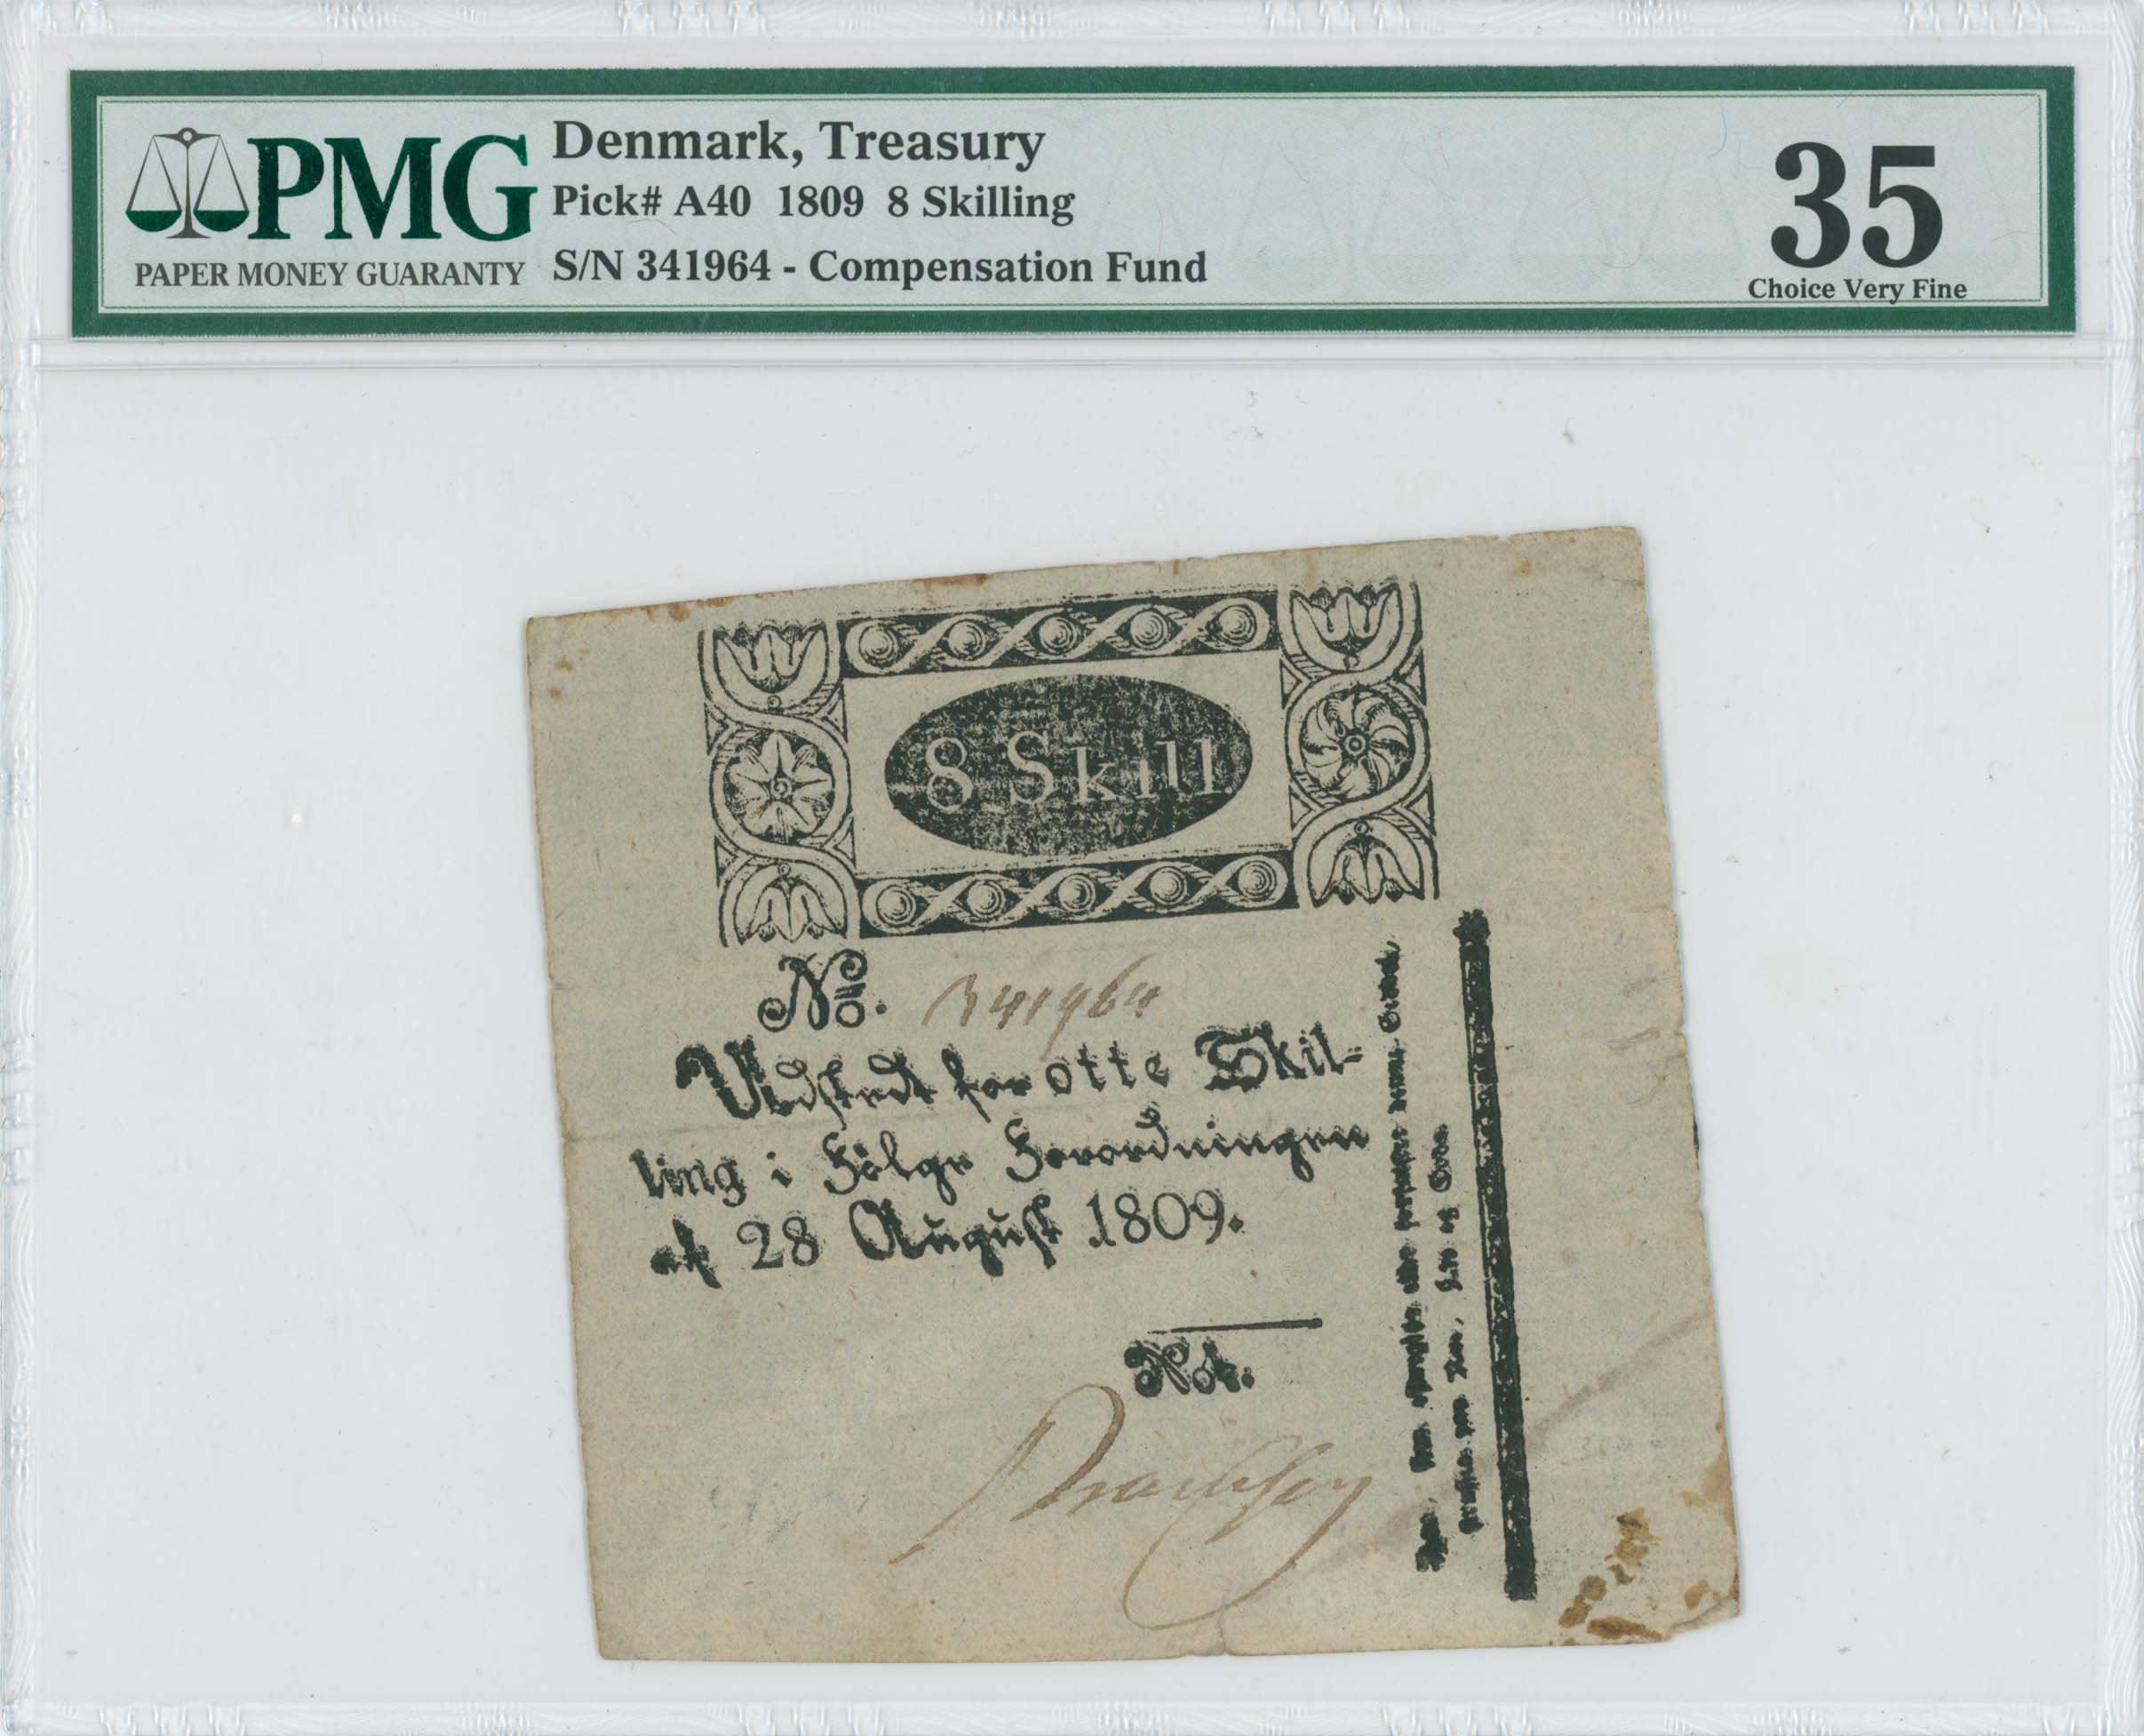 PMG
PAPER MONEY GUARANTY
Denmark, Treasury
Pick# A40 1809 8 Skilling
S/N 341964 - Compensation Fund
35
Choice Very Fine
8 Skill.
No. 341964
Udstedt for otte Skil-
ling i Følge Forordningen
af 28 August 1809.
Not.